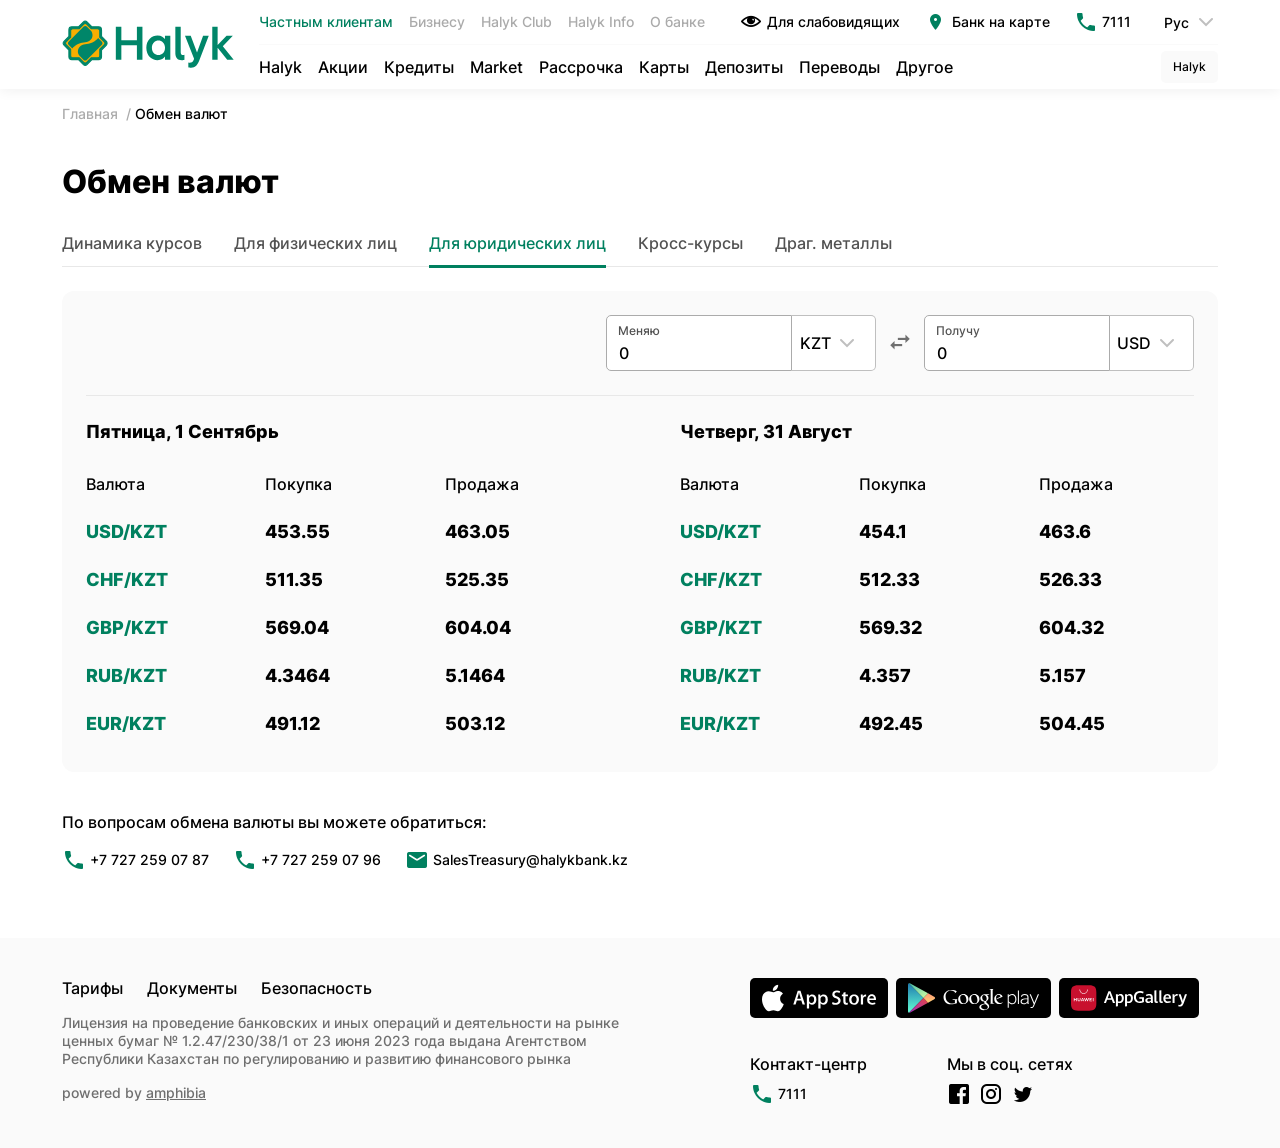 Halyk
Частным клиентам Бизнесу Halyk Club Halyk Info О банке Для слабовидящих Банк на карте 7111 Рус
Halyk Акции Кредиты Market Рассрочка Карты Депозиты Переводы Другое Halyk
Главная / Обмен валют
Обмен валют
Динамика курсов Для физических лиц Для юридических лиц Кросс-курсы Драг. металлы
Меняю Получу
0 KZT 0 USD
Пятница, 1 Сентябрь Четверг, 31 Август
Валюта Покупка Продажа Валюта Покупка Продажа
USD/KZT 453.55 463.05 USD/KZT 454.1 463.6
CHF/KZT 511.35 525.35 CHF/KZT 512.33 526.33
GBP/KZT 569.04 604.04 GBP/KZT 569.32 604.32
RUB/KZT 4.3464 5.1464 RUB/KZT 4.357 5.157
EUR/KZT 491.12 503.12 EUR/KZT 492.45 504.45
По вопросам обмена валюты вы можете обратиться:
+7 727 259 07 87 +7 727 259 07 96 SalesTreasury@halykbank.kz
Тарифы Документы Безопасность
Лицензия на проведение банковских и иных операций и деятельности на рынке
ценных бумаг № 1.2.47/230/38/1 от 23 июня 2023 года выдана Агентством
Республики Казахстан по регулированию и развитию финансового рынка
powered by amphibia
App Store Google play HUAWEI AppGallery
Контакт-центр Мы в соц. сетях
7111